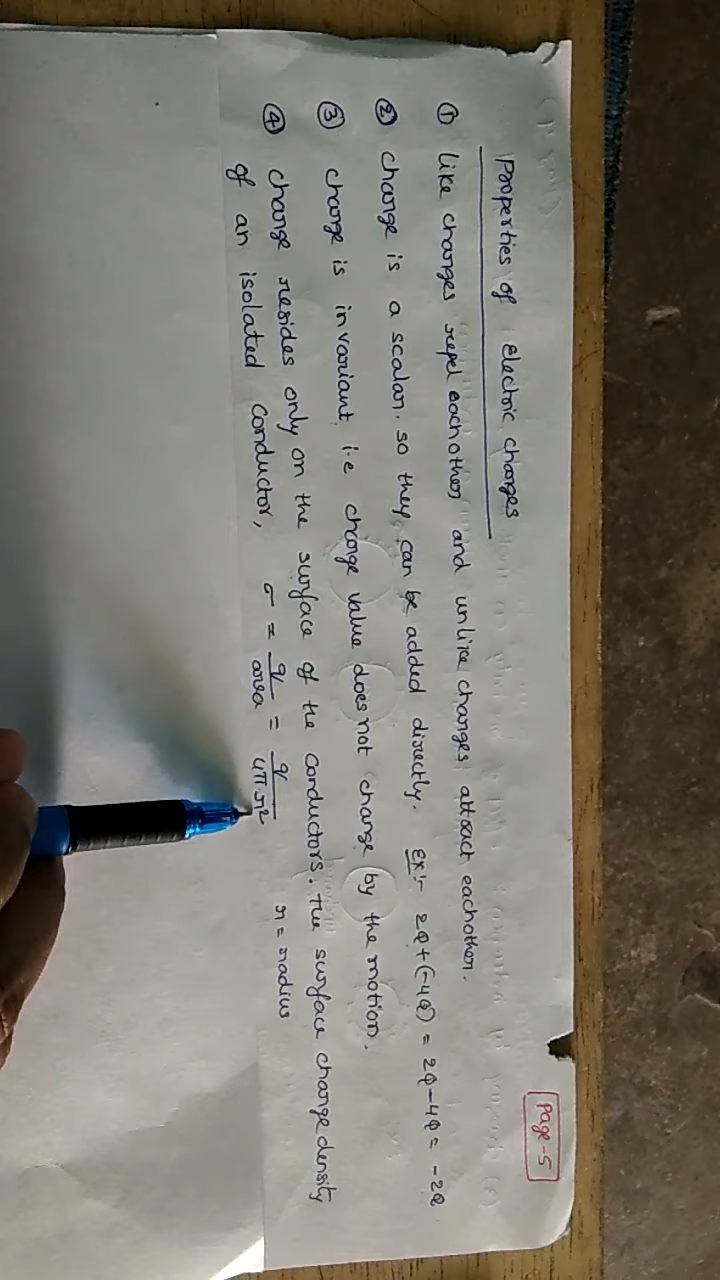 Page-5
Properties of electric charges
① Like charges repel eachother and unlike charges attract eachother.
② charge is a scalar. so they can be added directly. Ex:- 2Q+(-4Q) = 2Q-4Q = -2Q
③ charge is invariant i.e charge value does not change by the motion.
④ charge resides only on the surface of the conductors. The surface charge density
of an isolated conductor, σ = q/area = q/4πr² r = radius